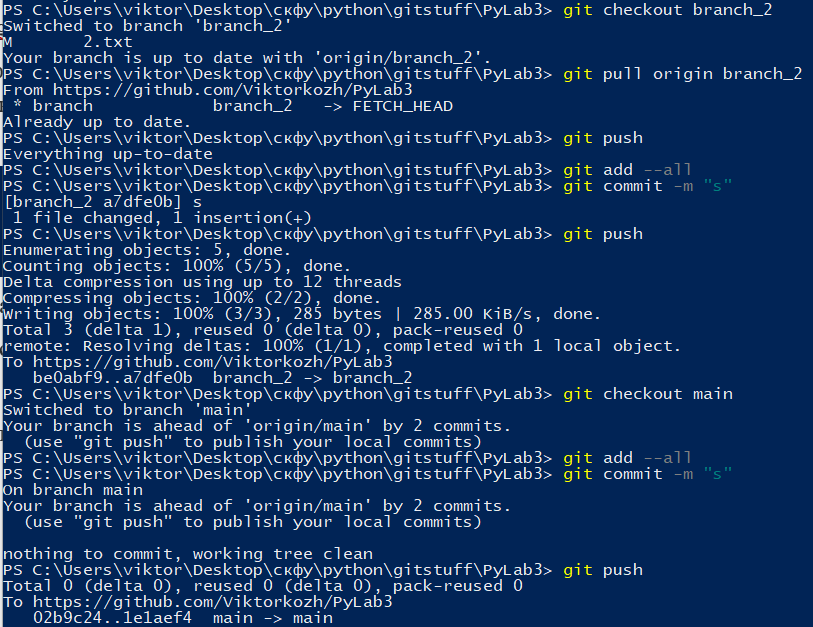 PS C:\Users\viktor\Desktop\скфу\python\gitstuff\PyLab3> git checkout branch_2
Switched to branch 'branch_2'
M       2.txt
Your branch is up to date with 'origin/branch_2'.
PS C:\Users\viktor\Desktop\скфу\python\gitstuff\PyLab3> git pull origin branch_2
From https://github.com/Viktorkozh/PyLab3
 * branch            branch_2   -> FETCH_HEAD
Already up to date.
PS C:\Users\viktor\Desktop\скфу\python\gitstuff\PyLab3> git push
Everything up-to-date
PS C:\Users\viktor\Desktop\скфу\python\gitstuff\PyLab3> git add --all
PS C:\Users\viktor\Desktop\скфу\python\gitstuff\PyLab3> git commit -m "s"
[branch_2 a7dfe0b] s
 1 file changed, 1 insertion(+)
PS C:\Users\viktor\Desktop\скфу\python\gitstuff\PyLab3> git push
Enumerating objects: 5, done.
Counting objects: 100% (5/5), done.
Delta compression using up to 12 threads
Compressing objects: 100% (2/2), done.
Writing objects: 100% (3/3), 285 bytes | 285.00 KiB/s, done.
Total 3 (delta 1), reused 0 (delta 0), pack-reused 0
remote: Resolving deltas: 100% (1/1), completed with 1 local object.
To https://github.com/Viktorkozh/PyLab3
   be0abf9..a7dfe0b  branch_2 -> branch_2
PS C:\Users\viktor\Desktop\скфу\python\gitstuff\PyLab3> git checkout main
Switched to branch 'main'
Your branch is ahead of 'origin/main' by 2 commits.
  (use "git push" to publish your local commits)
PS C:\Users\viktor\Desktop\скфу\python\gitstuff\PyLab3> git add --all
PS C:\Users\viktor\Desktop\скфу\python\gitstuff\PyLab3> git commit -m "s"
On branch main
Your branch is ahead of 'origin/main' by 2 commits.
  (use "git push" to publish your local commits)

nothing to commit, working tree clean
PS C:\Users\viktor\Desktop\скфу\python\gitstuff\PyLab3> git push
Total 0 (delta 0), reused 0 (delta 0), pack-reused 0
To https://github.com/Viktorkozh/PyLab3
   02b9c24..1e1aef4  main -> main